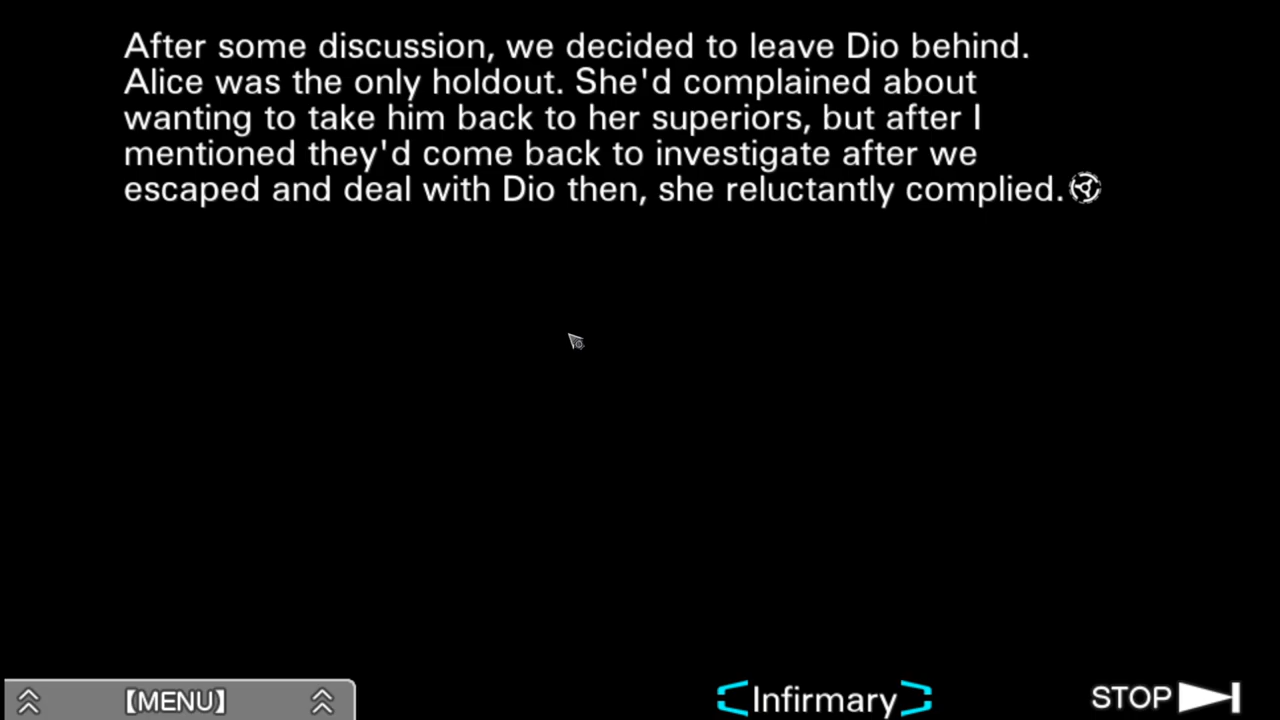 After some discussion, we decided to leave Dio behind.
Alice was the only holdout. She'd complained about
wanting to take him back to her superiors, but after I
mentioned they'd come back to investigate after we
escaped and deal with Dio then, she reluctantly complied.
【MENU】
Infirmary
STOP